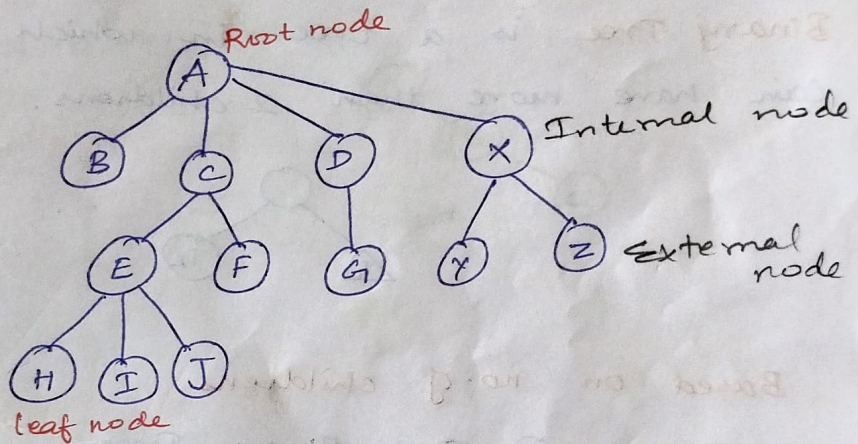 Root node
A
Internal node
B
C
D
X
E
F
G
Y
Z
External
node
H
I
J
leaf node